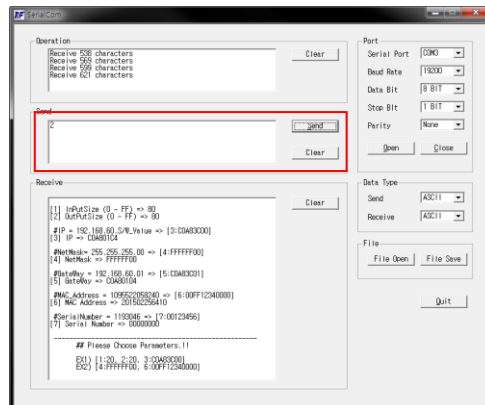 SerialCom
Operation
Receive 538 characters
Receive 569 characters
Receive 599 characters
Receive 621 characters
Clear
Send
2
Send
Clear
Receive
Clear
[1] InPutSize (0 - FF) => 80
[2] OutPutSize (0 - FF) => 80
#IP = 192.168.60.S/W_Value => [3:C0A83C00]
[3] IP => C0A801C4
#NetMask= 255.255.255.00 => [4:FFFFFF00]
[4] NetMask => FFFFFF00
#GateWay = 192.168.60.01 => [5:C0A83C01]
[5] GateWay => C0A80104
#MAC_Address = 1095522058240 => [6:00FF12340000]
[6] MAC Address => 201502256410
#SerialNumber = 1193046 => [7:00123456]
[7] Serial Number => 00000000
## Please Choose Parameters.!!
EX1) [1:20, 2:20, 3:C0A83C00]
EX2) [4:FFFFFF00, 6:00FF12340000]
Port
Serial Port COM3
Baud Rate 19200
Data Bit 8 BIT
Stop BIt 1 BIT
Parity None
Open Close
Data Type
Send ASCII
Receive ASCII
File
File Open File Save
Quit